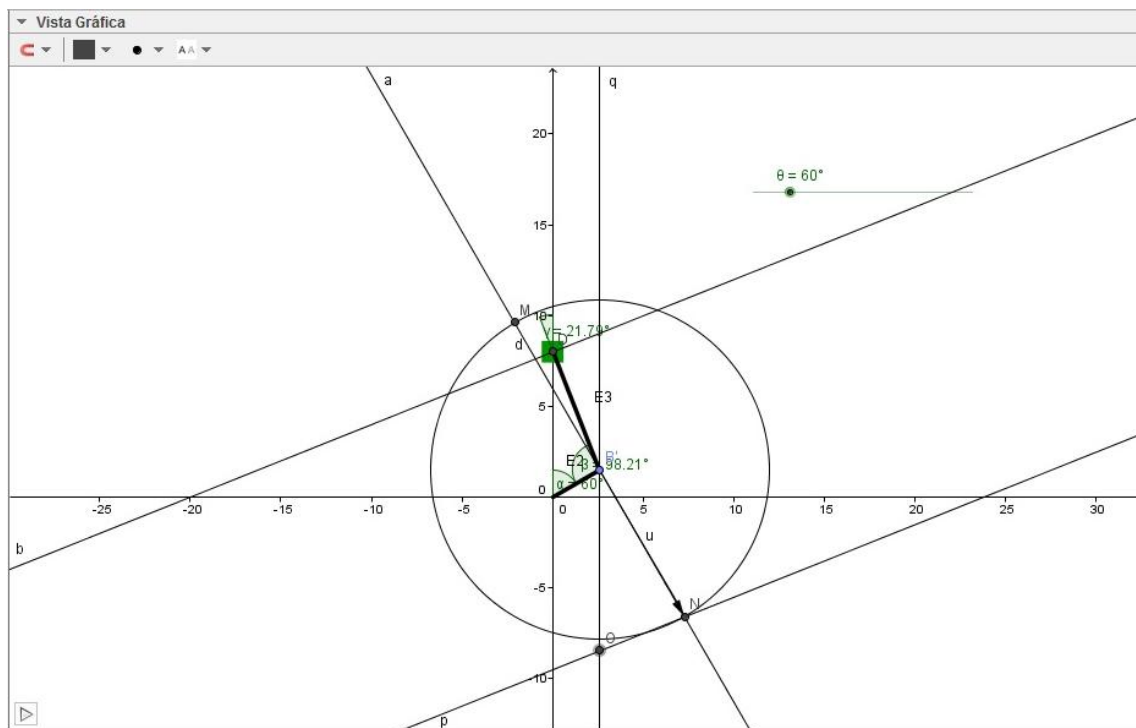 Vista Gráfica
AA
a
q
20
θ = 60°
15
M
10
γ = 21.79°
D
d
5
E3
E2
B'
β = 98.21°
α = 60°
0
-25
-20
-15
-10
-5
0
5
10
15
20
25
30
u
b
-5
N
O
-10
p